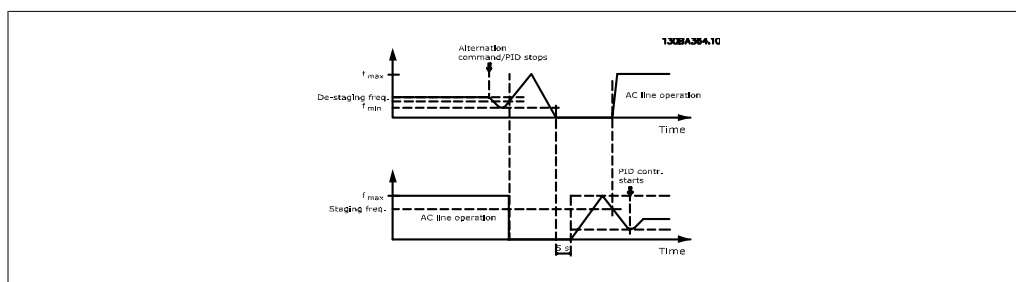 130BA364.10
Alternation
command/PID stops
f max
De-staging freq.
f min
AC line operation
Time
PID contr.
starts
f max
Staging freq.
AC line operation
5 s
Time